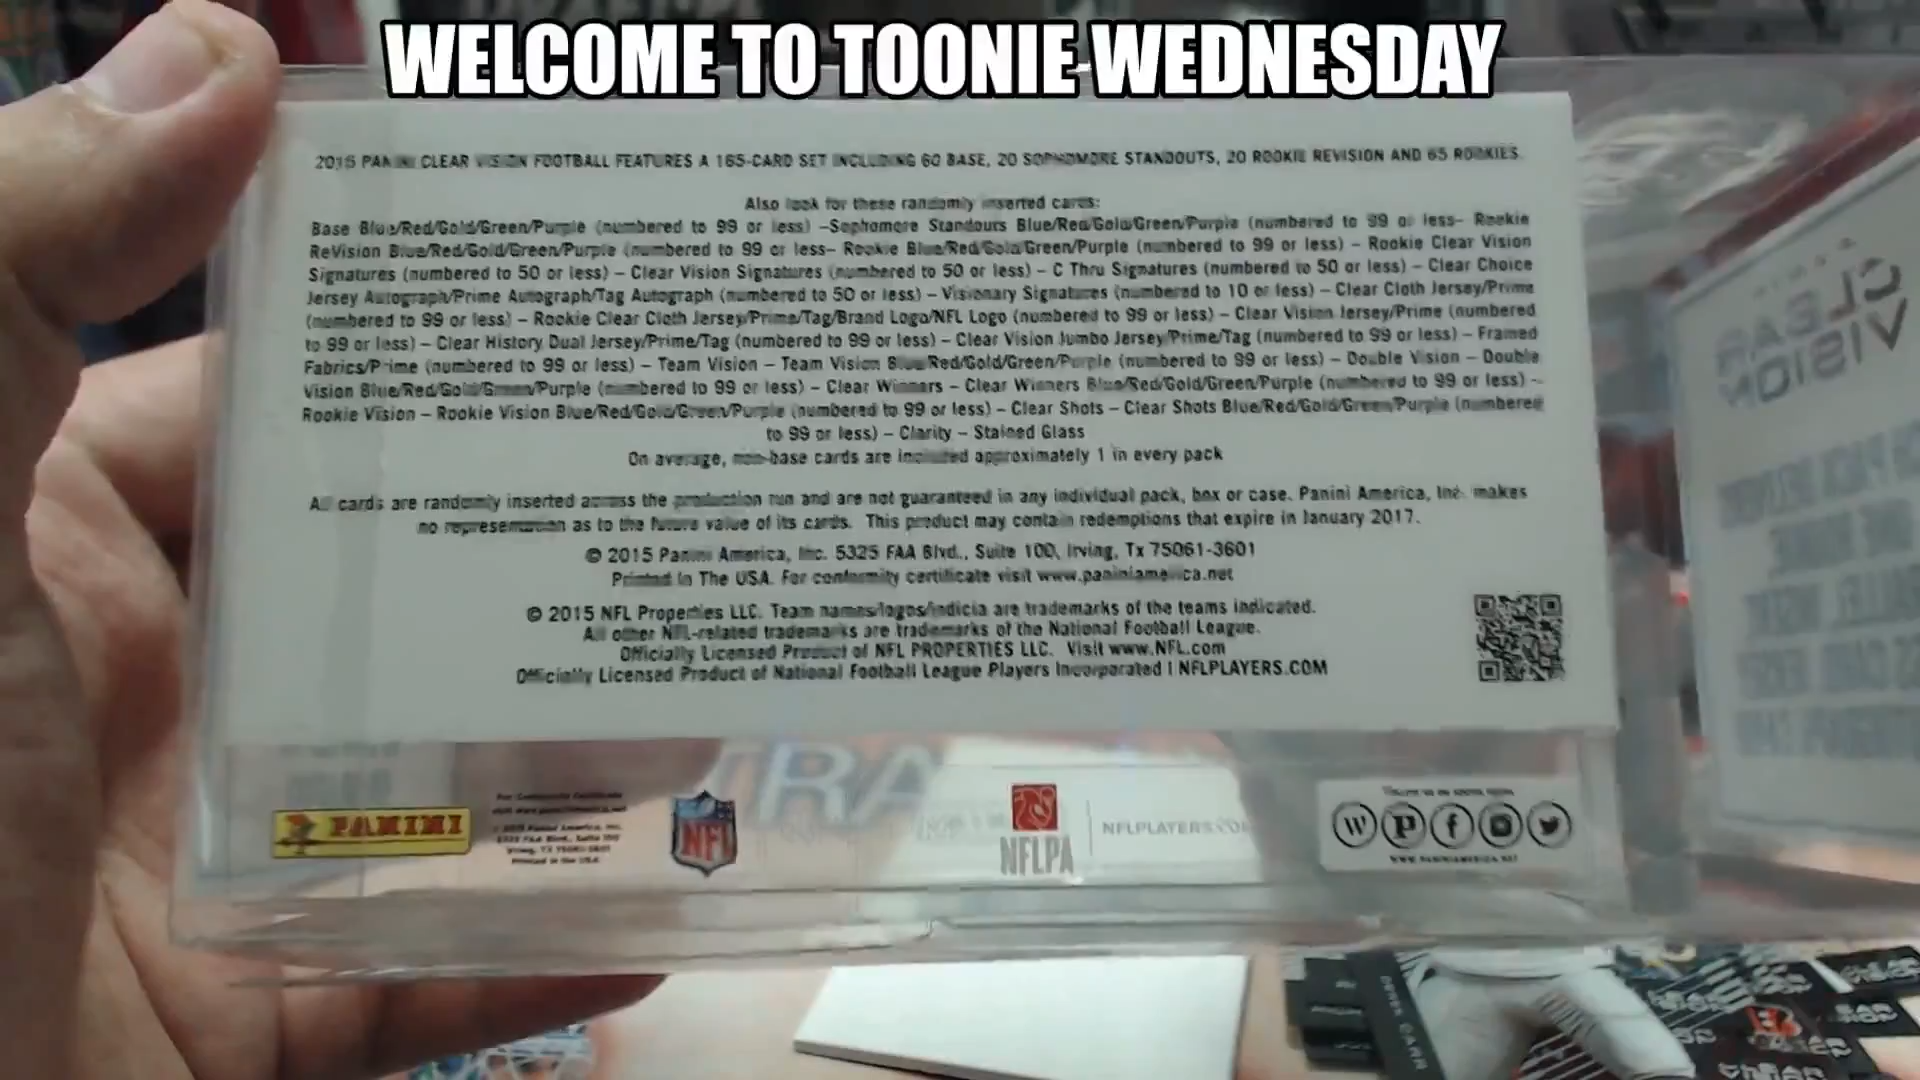 WELCOME TO TOONIE WEDNESDAY
2015 PANINI CLEAR VISION FOOTBALL FEATURES A 165-CARD SET INCLUDING 60 BASE, 20 SOPHOMORE STANDOUTS, 20 ROOKIE REVISION AND 65 ROOKIES.
Also look for these randomly inserted cards:
Base Blue/Red/Gold/Green/Purple (numbered to 99 or less) –Sophomore Standours Blue/Red/Gold/Green/Purple (numbered to 99 or less– Rookie
ReVision Blue/Red/Gold/Green/Purple (numbered to 99 or less– Rookie Blue/Red/Gold/Green/Purple (numbered to 99 or less) – Rookie Clear Vision
Signatures (numbered to 50 or less) – Clear Vision Signatures (numbered to 50 or less) – C Thru Signatures (numbered to 50 or less) – Clear Choice
Jersey Autograph/Prime Autograph/Tag Autograph (numbered to 50 or less) – Visionary Signatures (numbered to 10 or less) – Clear Cloth Jersey/Prime
(numbered to 99 or less) – Rookie Clear Cloth Jersey/Prime/Tag/Brand Logo/NFL Logo (numbered to 99 or less) – Clear Vision Jersey/Prime (numbered
to 99 or less) – Clear History Dual Jersey/Prime/Tag (numbered to 99 or less) – Clear Vision Jumbo Jersey/Prime/Tag (numbered to 99 or less) – Framed
Fabrics/Prime (numbered to 99 or less) – Team Vision – Team Vision Blue/Red/Gold/Green/Purple (numbered to 99 or less) – Double Vision – Double
Vision Blue/Red/Gold/Green/Purple (numbered to 99 or less) – Clear Winners – Clear Winners Blue/Red/Gold/Green/Purple (numbered to 99 or less) –
Rookie Vision – Rookie Vision Blue/Red/Gold/Green/Purple (numbered to 99 or less) – Clear Shots – Clear Shots Blue/Red/Gold/Green/Purple (numbered
to 99 or less) – Clarity – Stained Glass
On average, non-base cards are included approximately 1 in every pack
All cards are randomly inserted across the production run and are not guaranteed in any individual pack, box or case. Panini America, Inc. makes
no representation as to the future value of its cards. This product may contain redemptions that expire in January 2017.
© 2015 Panini America, Inc. 5325 FAA Blvd., Suite 100, Irving, Tx 75061-3601
Printed In The USA. For conformity certificate visit www.paniniamerica.net
© 2015 NFL Properties LLC. Team names/logos/indicia are trademarks of the teams indicated.
All other NFL-related trademarks are trademarks of the National Football League.
Officially Licensed Product of NFL PROPERTIES LLC. Visit www.NFL.com
Officially Licensed Product of National Football League Players Incorporated | NFLPLAYERS.COM
PANINI
NFL
NFLPA
NFLPLAYERS.COM
WWW.PANINIAMERICA.NET
CLEAR
VISION
DEREK CARR